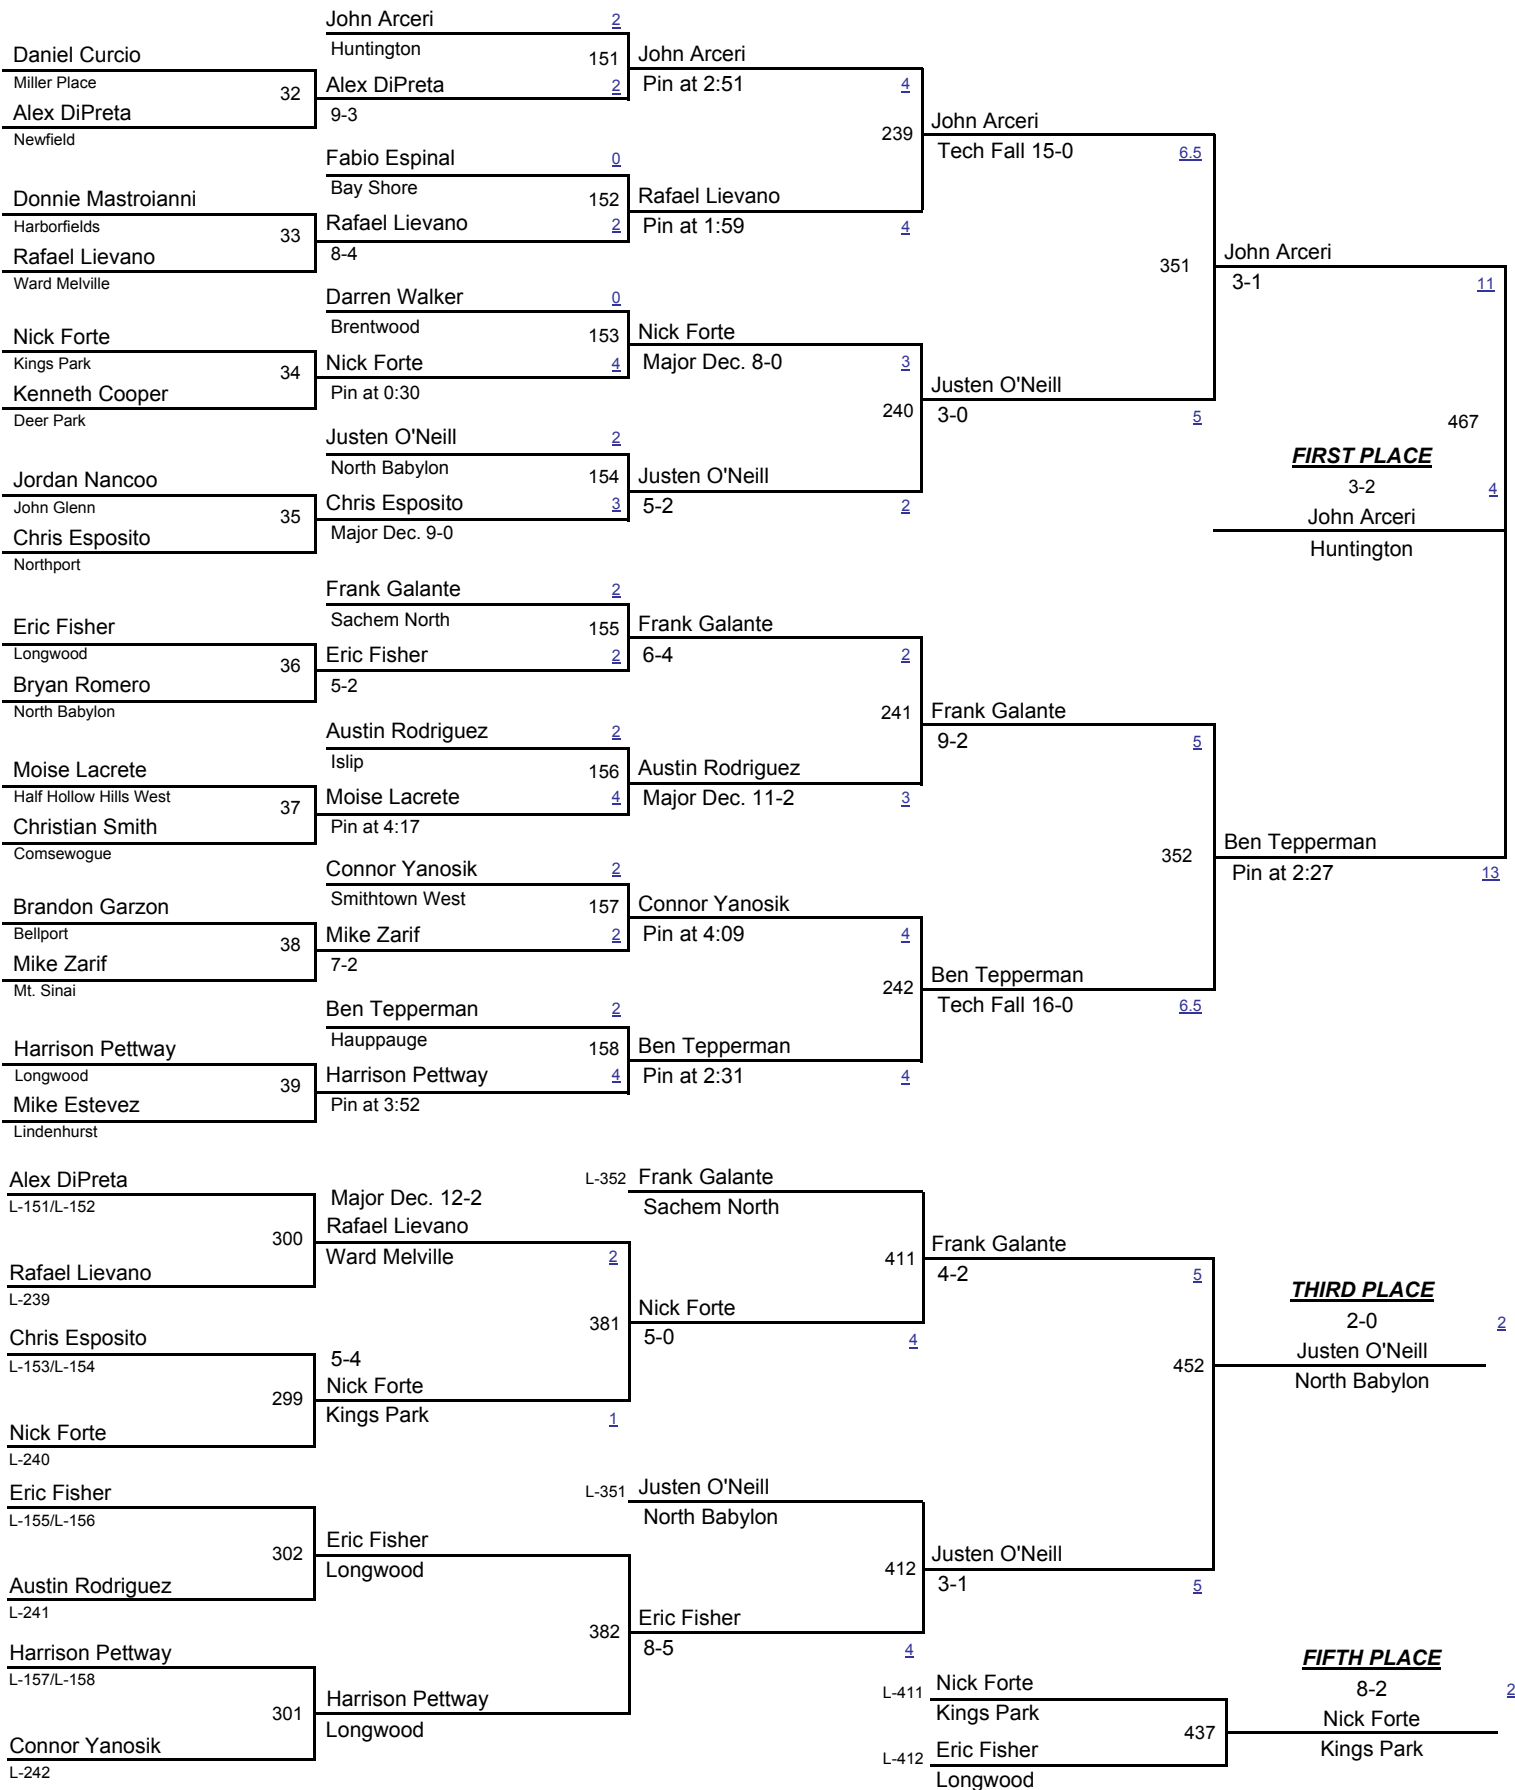 Daniel Curcio
Miller Place
32
Alex DiPreta
Newfield
Donnie Mastroianni
Harborfields
33
Rafael Lievano
Ward Melville
Nick Forte
Kings Park
34
Kenneth Cooper
Deer Park
Jordan Nancoo
John Glenn
35
Chris Esposito
Northport
Eric Fisher
Longwood
36
Bryan Romero
North Babylon
Moise Lacrete
Half Hollow Hills West
37
Christian Smith
Comsewogue
Brandon Garzon
Bellport
38
Mike Zarif
Mt. Sinai
Harrison Pettway
Longwood
39
Mike Estevez
Lindenhurst
John Arceri 2
Huntington
151
Alex DiPreta 2
9-3
Fabio Espinal 0
Bay Shore
152
Rafael Lievano 2
8-4
Darren Walker 0
Brentwood
153
Nick Forte 4
Pin at 0:30
Justen O'Neill 2
North Babylon
154
Chris Esposito 3
Major Dec. 9-0
Frank Galante 2
Sachem North
155
Eric Fisher 2
5-2
Austin Rodriguez 2
Islip
156
Moise Lacrete 4
Pin at 4:17
Connor Yanosik 2
Smithtown West
157
Mike Zarif 2
7-2
Ben Tepperman 2
Hauppauge
158
Harrison Pettway 4
Pin at 3:52
John Arceri
Pin at 2:51 4
239
Rafael Lievano
Pin at 1:59 4
Nick Forte
Major Dec. 8-0 3
240
Justen O'Neill
5-2 2
Frank Galante
6-4 2
241
Austin Rodriguez
Major Dec. 11-2 3
Connor Yanosik
Pin at 4:09 4
242
Ben Tepperman
Pin at 2:31 4
John Arceri
Tech Fall 15-0 6.5
351
Justen O'Neill
3-0 5
Frank Galante
9-2 5
352
Ben Tepperman
Tech Fall 16-0 6.5
John Arceri
3-1 11
467
FIRST PLACE
3-2 4
John Arceri
Huntington
Ben Tepperman
Pin at 2:27 13
Alex DiPreta
L-151/L-152
300
Rafael Lievano
L-239
Chris Esposito
L-153/L-154
299
Nick Forte
L-240
Eric Fisher
L-155/L-156
302
Austin Rodriguez
L-241
Harrison Pettway
L-157/L-158
301
Connor Yanosik
L-242
Major Dec. 12-2
Rafael Lievano
Ward Melville 2
381
5-4
Nick Forte
Kings Park 1
Eric Fisher
Longwood
382
Harrison Pettway
Longwood
L-352 Frank Galante
Sachem North
411
Nick Forte
5-0 4
L-351 Justen O'Neill
North Babylon
412
Eric Fisher
8-5 4
Frank Galante
4-2 5
452
Justen O'Neill
3-1 5
THIRD PLACE
2-0 2
Justen O'Neill
North Babylon
L-411 Nick Forte
Kings Park
437
L-412 Eric Fisher
Longwood
FIFTH PLACE
8-2 2
Nick Forte
Kings Park